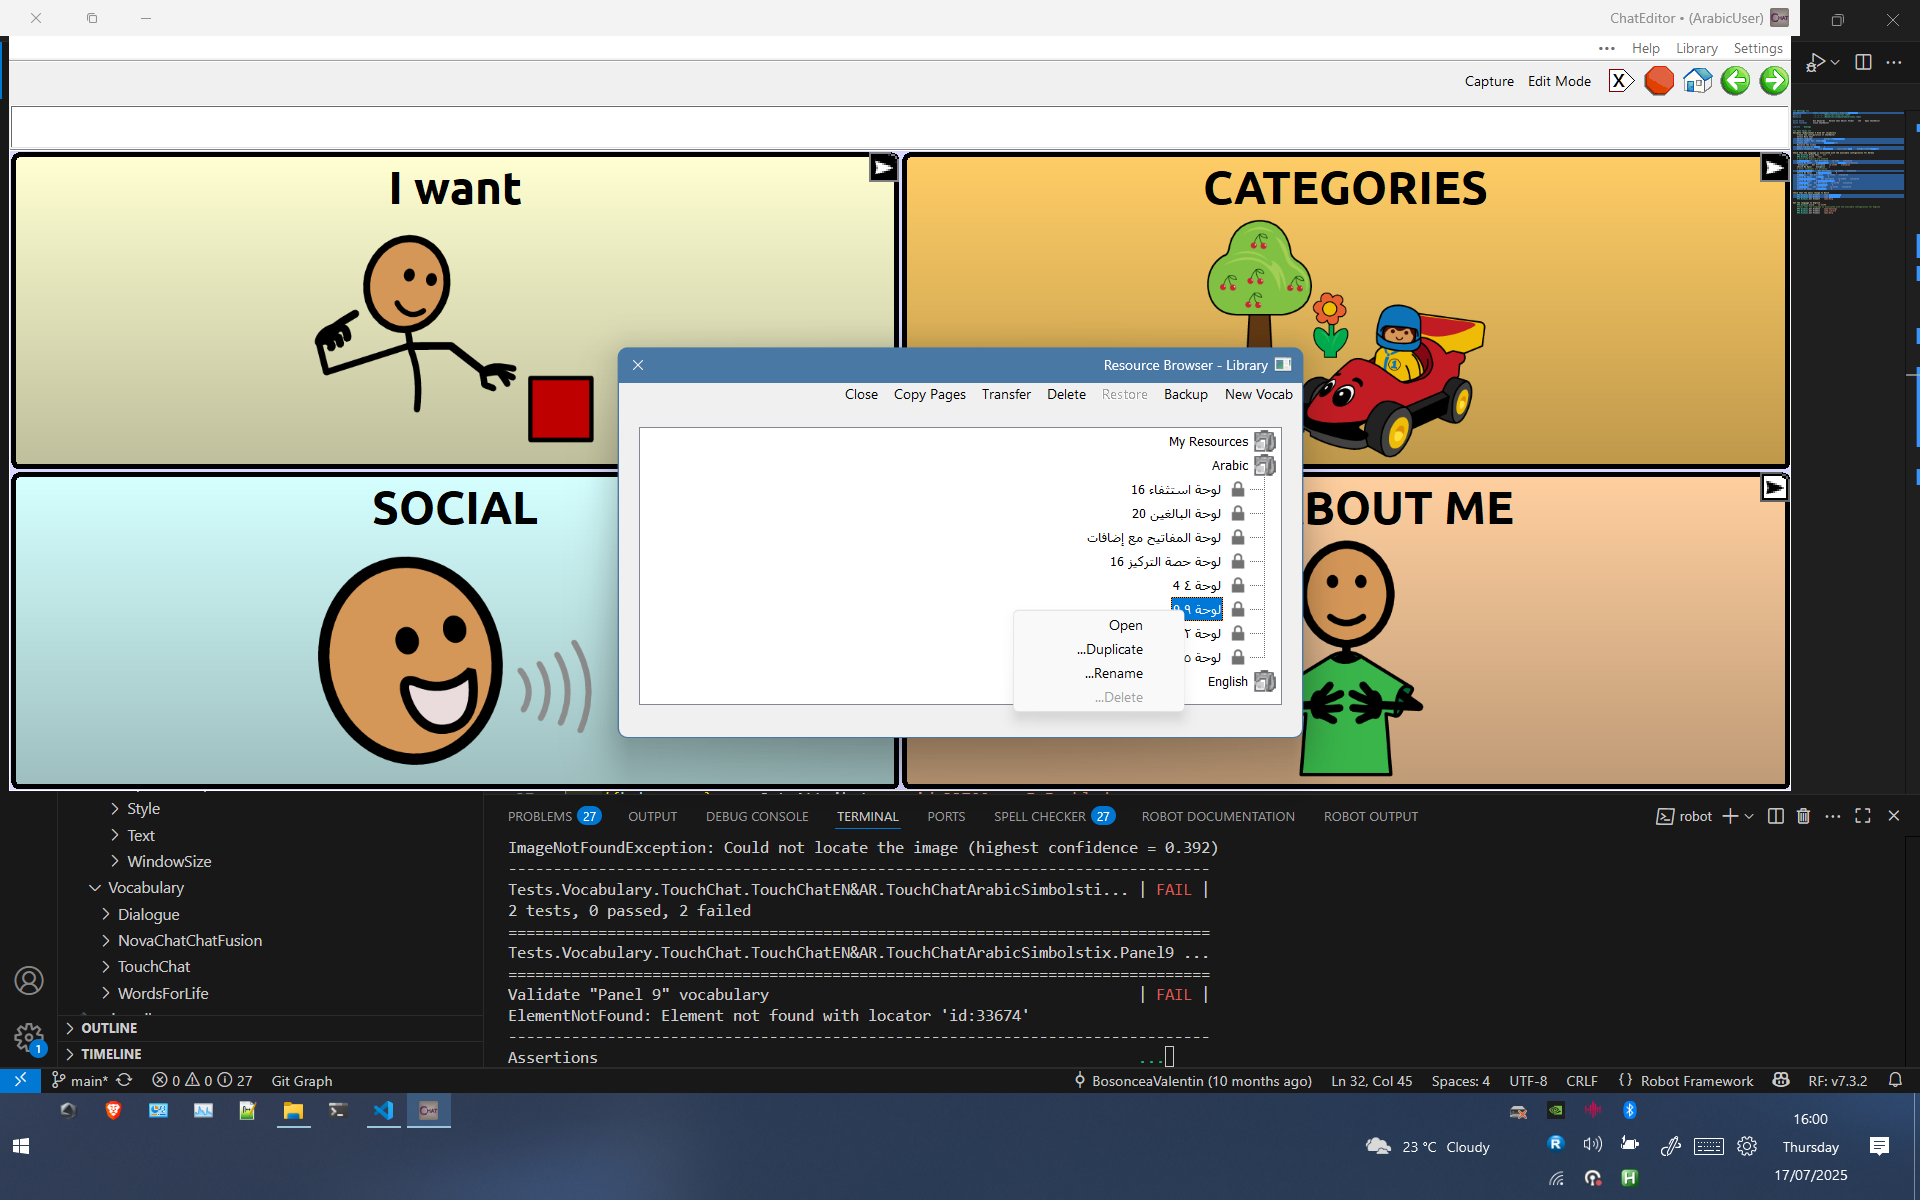 ChatEditor • (ArabicUser)
Help Library Settings
Capture Edit Mode X
I want
CATEGORIES
SOCIAL
BOUT ME
Resource Browser - Library
Close Copy Pages Transfer Delete Restore Backup New Vocab
My Resources
Arabic
لوحة استثفاء 16
لوحة البالغين 20
لوحة المفاتيح مع إضافات
لوحة حصة التركيز 16
لوحة ٤ 4
لوحة ٩ 9
لوحة ٢
لوحة ٥
English
Open
Duplicate...
Rename...
Delete...
Style
Text
WindowSize
Vocabulary
Dialogue
NovaChatChatFusion
TouchChat
WordsForLife
OUTLINE
TIMELINE
PROBLEMS 27 OUTPUT DEBUG CONSOLE TERMINAL PORTS SPELL CHECKER 27 ROBOT DOCUMENTATION ROBOT OUTPUT
robot
ImageNotFoundException: Could not locate the image (highest confidence = 0.392)
Tests.Vocabulary.TouchChat.TouchChatEN&AR.TouchChatArabicSimbolsti... | FAIL |
2 tests, 0 passed, 2 failed
Tests.Vocabulary.TouchChat.TouchChatEN&AR.TouchChatArabicSimbolstix.Panel9 ...
Validate "Panel 9" vocabulary | FAIL |
ElementNotFound: Element not found with locator 'id:33674'
Assertions ...
1
main* 0 0 27 Git Graph
BosonceaValentin (10 months ago) Ln 32, Col 45 Spaces: 4 UTF-8 CRLF {} Robot Framework RF: v7.3.2
CHAT
23 °C Cloudy
16:00
Thursday
17/07/2025